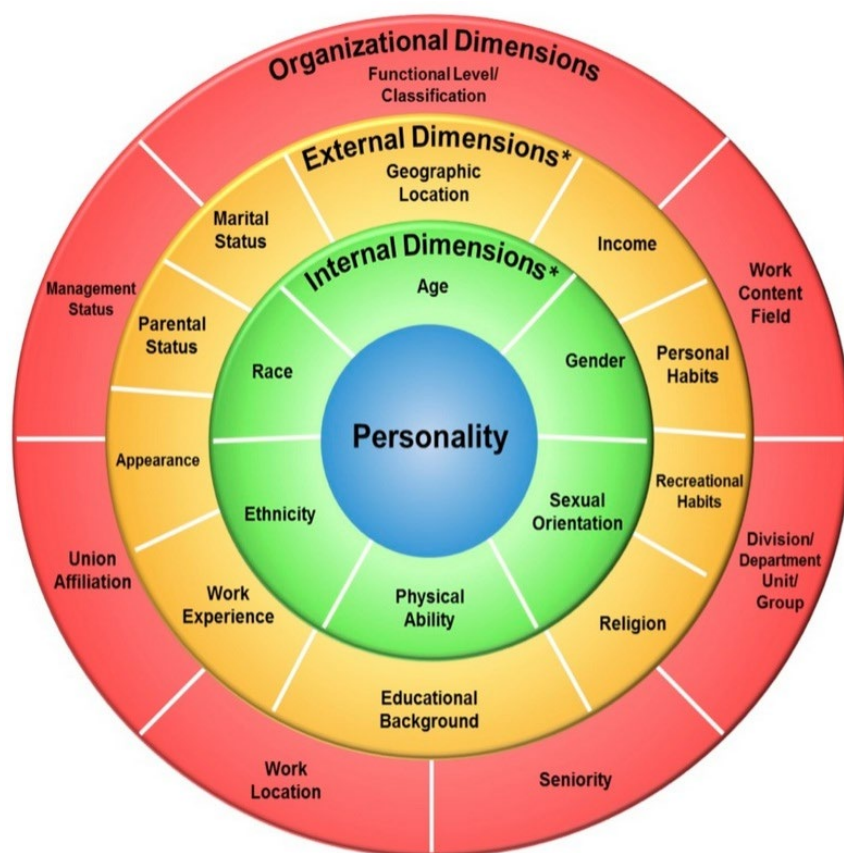 Organizational Dimensions
Functional Level/
Classification
External Dimensions*
Geographic
Location
Marital
Status
Income
Internal Dimensions*
Age
Work
Content
Field
Management
Status
Parental
Status
Personal
Habits
Race
Gender
Personality
Appearance
Recreational
Habits
Ethnicity
Sexual
Orientation
Division/
Department
Unit/
Group
Union
Affiliation
Work
Experience
Physical
Ability
Religion
Educational
Background
Work
Location
Seniority